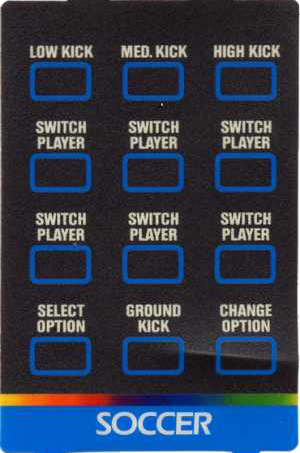 LOW KICK MED. KICK HIGH KICK
SWITCH PLAYER SWITCH PLAYER SWITCH PLAYER
SWITCH PLAYER SWITCH PLAYER SWITCH PLAYER
SELECT OPTION GROUND KICK CHANGE OPTION
SOCCER